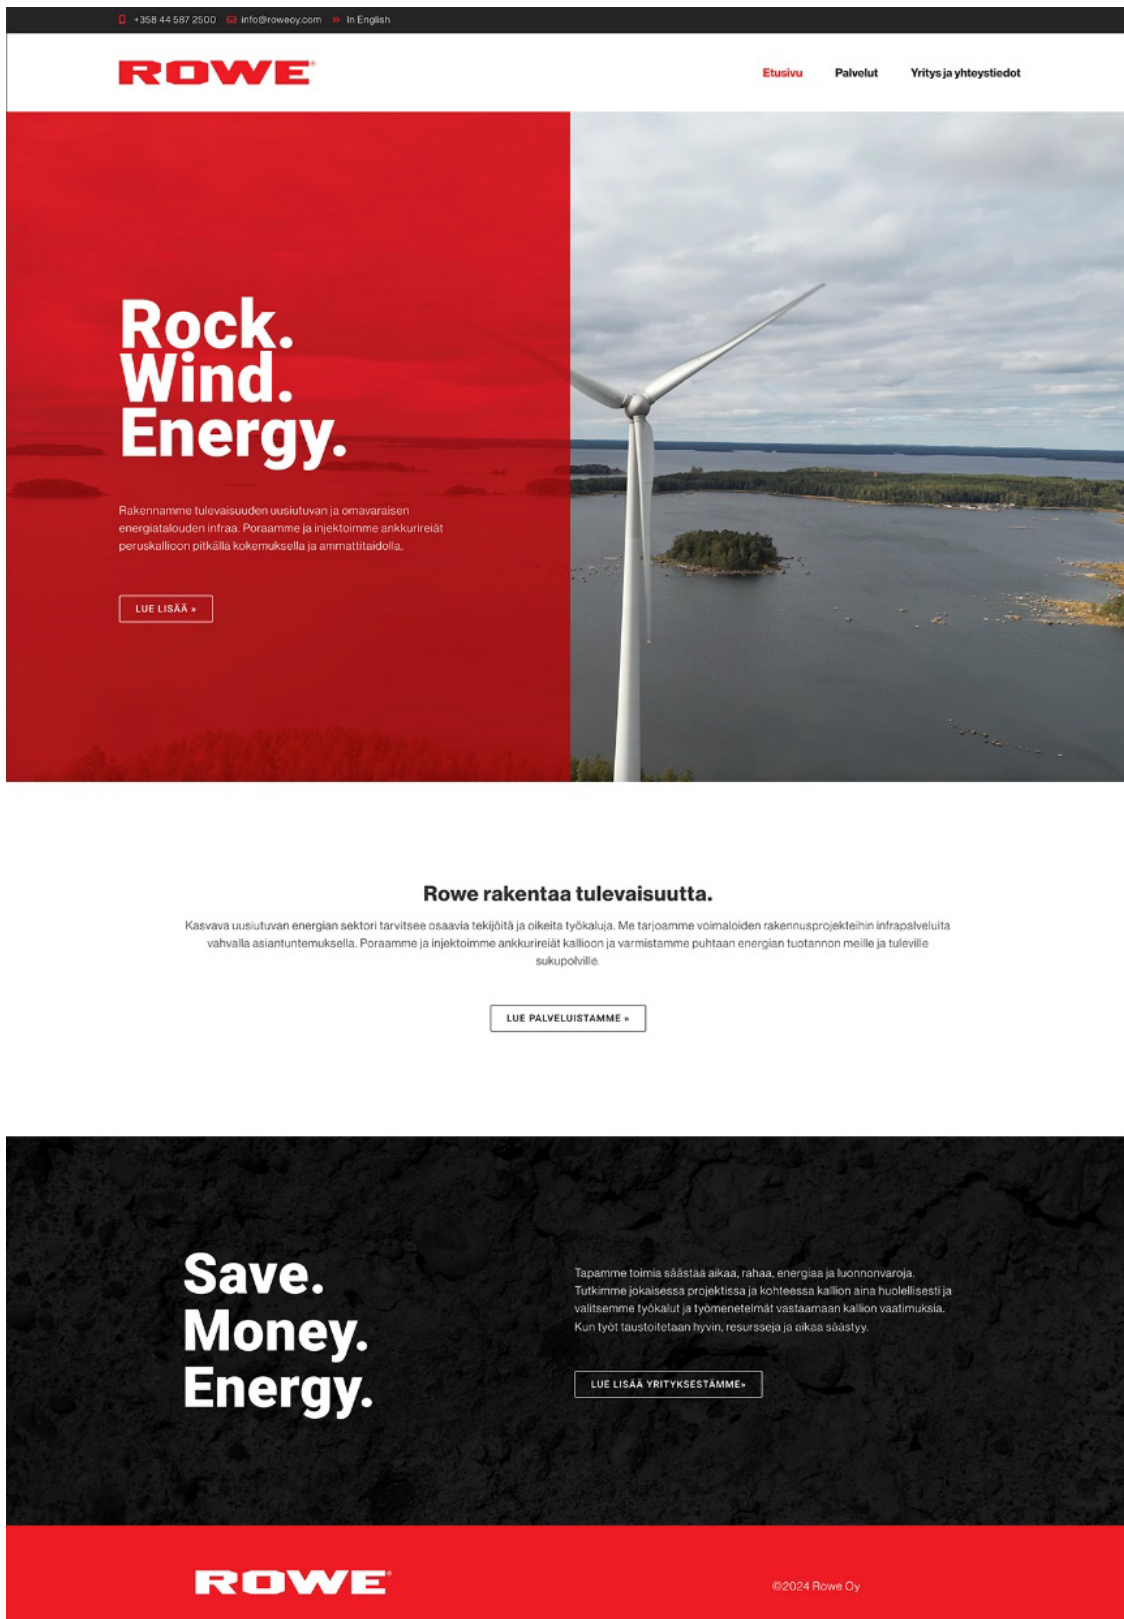 +358 44 587 2500 info@roweoy.com » In English
ROWE®
Etusivu Palvelut Yritys ja yhteystiedot
Rock.
Wind.
Energy.
Rakennamme tulevaisuuden uusiutuvan ja omavaraisen
energiatalouden infraa. Poraamme ja injektoimme ankkurireiät
peruskallioon pitkällä kokemuksella ja ammattitaidolla.
LUE LISÄÄ »
Rowe rakentaa tulevaisuutta.
Kasvava uusiutuvan energian sektori tarvitsee osaavia tekijöitä ja oikeita työkaluja. Me tarjoamme voimaloiden rakennusprojekteihin infrapalveluita
vahvalla asiantuntemuksella. Poraamme ja injektoimme ankkurireiät kallioon ja varmistamme puhtaan energian tuotannon meille ja tuleville
sukupolville.
LUE PALVELUISTAMME »
Save.
Money.
Energy.
Tapamme toimia säästää aikaa, rahaa, energiaa ja luonnonvaroja.
Tutkimme jokaisessa projektissa ja kohteessa kallion aina huolellisesti ja
valitsemme työkalut ja työmenetelmät vastaamaan kallion vaatimuksia.
Kun työt taustoitetaan hyvin, resursseja ja aikaa säästyy.
LUE LISÄÄ YRITYKSESTÄMME»
ROWE®
©2024 Rowe Oy